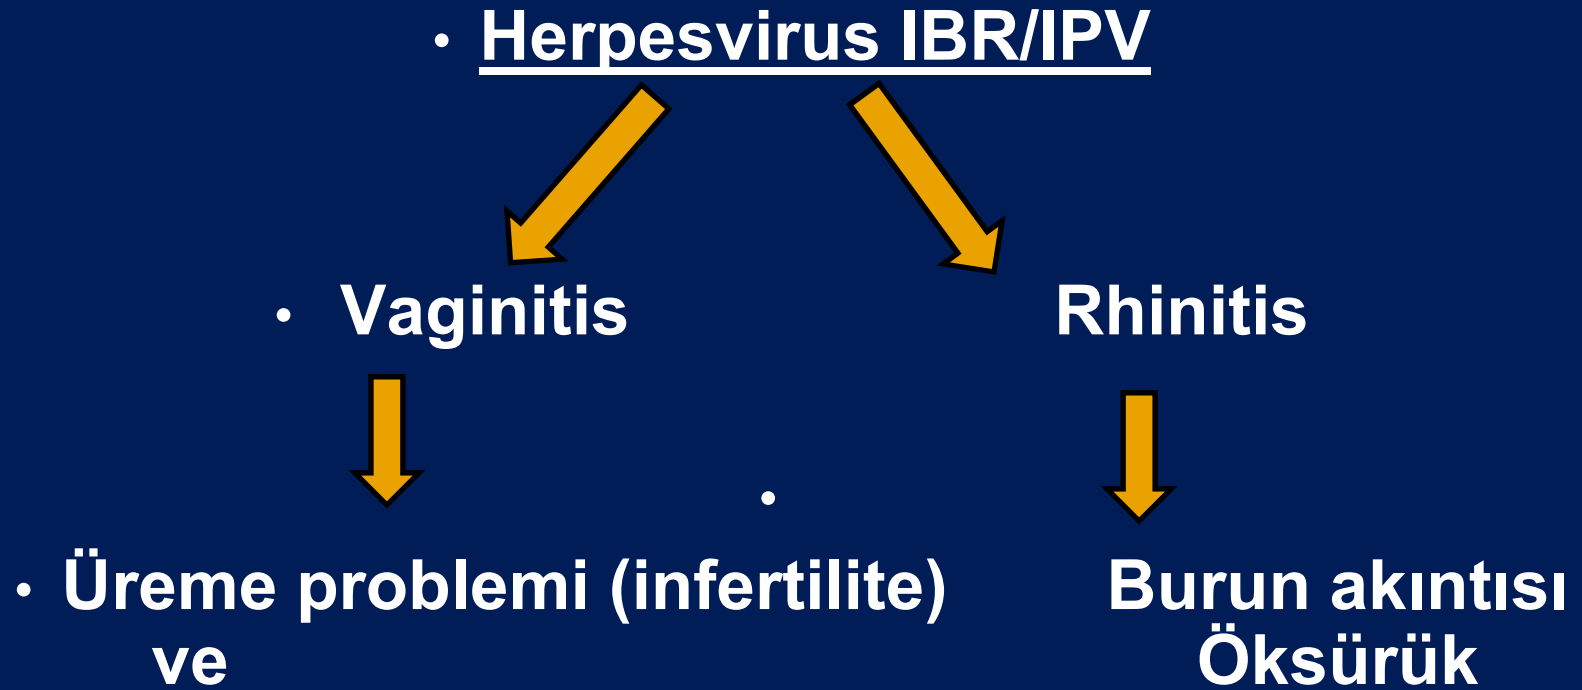 • Herpesvirus IBR/IPV
• Vaginitis Rhinitis
•
• Üreme problemi (infertilite) Burun akıntısı
ve Öksürük